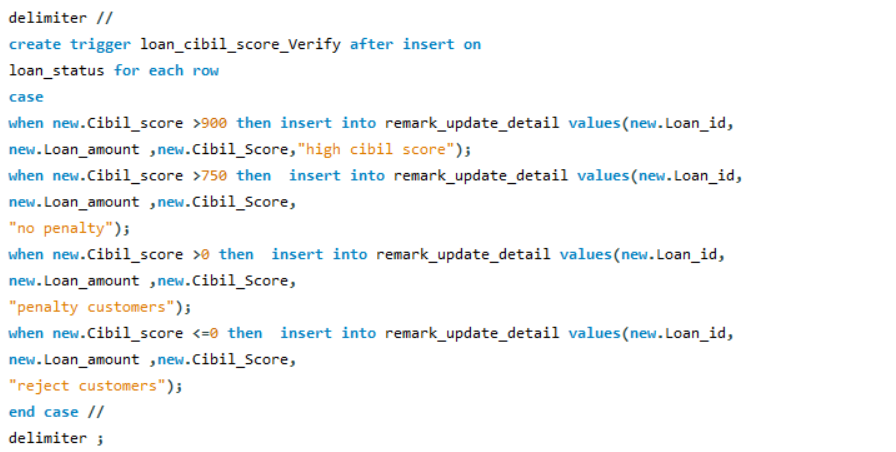 delimiter //
create trigger loan_cibil_score_Verify after insert on
loan_status for each row
case
when new.Cibil_score >900 then insert into remark_update_detail values(new.Loan_id,
new.Loan_amount ,new.Cibil_Score,"high cibil score");
when new.Cibil_score >750 then  insert into remark_update_detail values(new.Loan_id,
new.Loan_amount ,new.Cibil_Score,
"no penalty");
when new.Cibil_score >0 then  insert into remark_update_detail values(new.Loan_id,
new.Loan_amount ,new.Cibil_Score,
"penalty customers");
when new.Cibil_score <=0 then  insert into remark_update_detail values(new.Loan_id,
new.Loan_amount ,new.Cibil_Score,
"reject customers");
end case //
delimiter ;